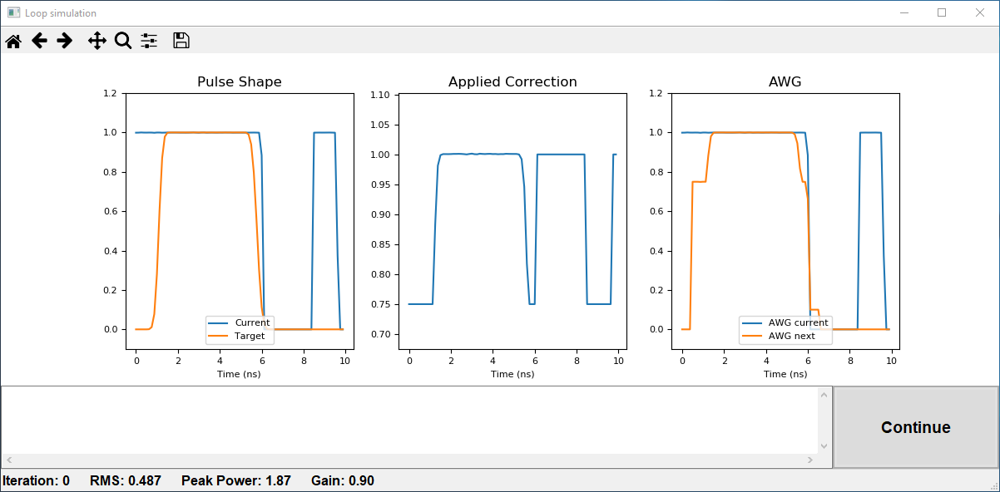 Loop simulation
Pulse Shape
1.2
1.0
0.8
0.6
0.4
0.2
0.0
0 2 4 6 8 10
Time (ns)
Current
Target
Applied Correction
1.10
1.05
1.00
0.95
0.90
0.85
0.80
0.75
0.70
0 2 4 6 8 10
Time (ns)
AWG
1.2
1.0
0.8
0.6
0.4
0.2
0.0
0 2 4 6 8 10
Time (ns)
AWG current
AWG next
Continue
Iteration: 0 RMS: 0.487 Peak Power: 1.87 Gain: 0.90